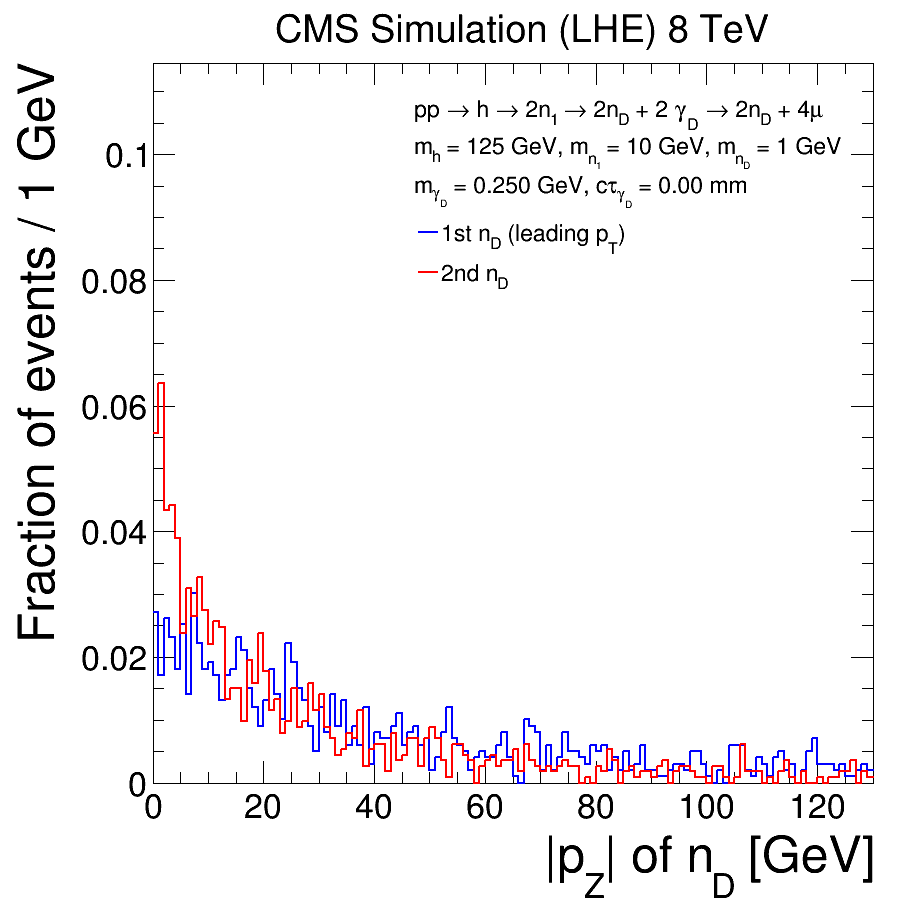 CMS Simulation (LHE) 8 TeV
Fraction of events / 1 GeV
pp → h → 2n₁ → 2n_D + 2 γ_D → 2n_D + 4μ
m_h = 125 GeV, m_n₁ = 10 GeV, m_n_D = 1 GeV
m_γ_D = 0.250 GeV, cτ_γ_D = 0.00 mm
1st n_D (leading p_T)
2nd n_D
0.1
0.08
0.06
0.04
0.02
0
0 20 40 60 80 100 120
|p_Z| of n_D [GeV]